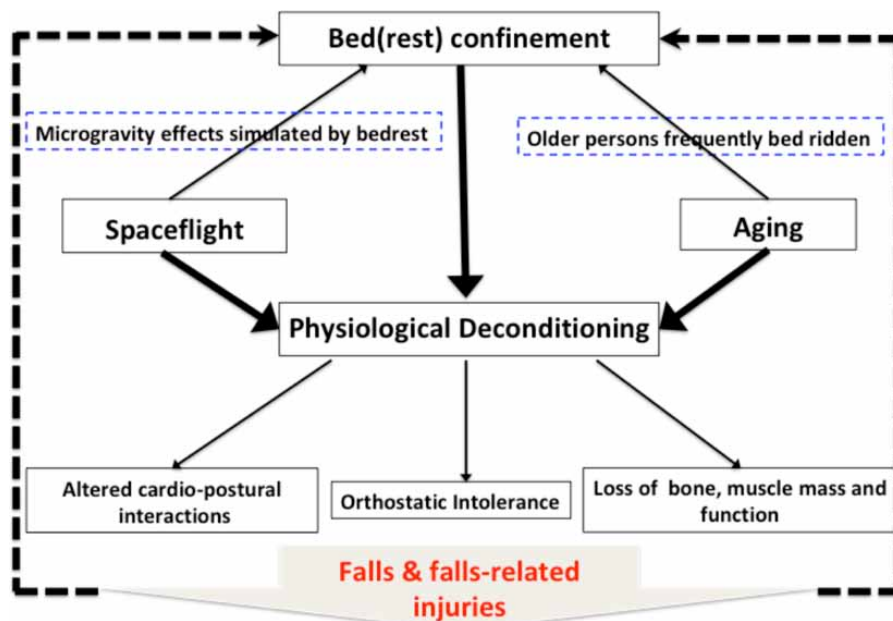 Bed(rest) confinement
Microgravity effects simulated by bedrest
Older persons frequently bed ridden
Spaceflight
Aging
Physiological Deconditioning
Altered cardio-postural
interactions
Orthostatic Intolerance
Loss of bone, muscle mass and
function
Falls & falls-related
injuries